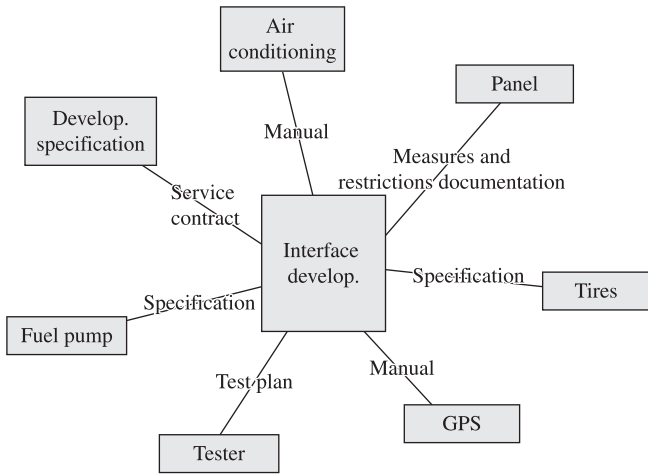 Air
conditioning
Panel
Develop.
specification
Manual
Measures and
restrictions documentation
Service
contract
Interface
develop.
Specification
Tires
Specification
Fuel pump
Manual
Test plan
GPS
Tester